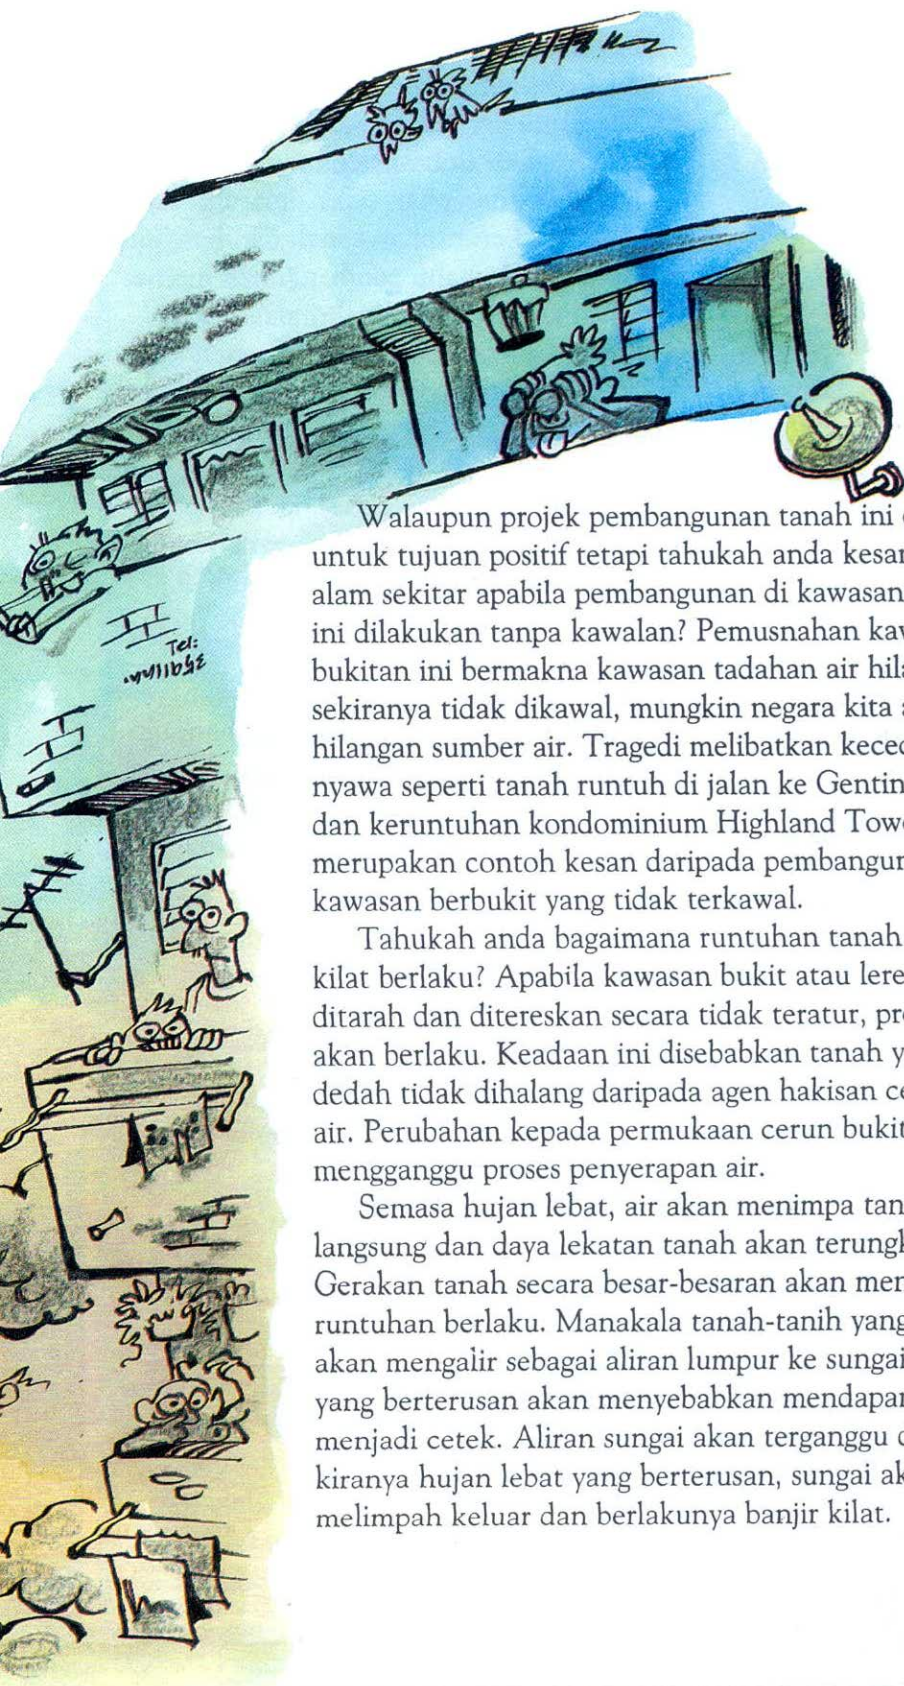 Tel:
Walaupun projek pembangunan tanah ini
untuk tujuan positif tetapi tahukah anda kesan
alam sekitar apabila pembangunan di kawasan
ini dilakukan tanpa kawalan? Pemusnahan kaw
bukitan ini bermakna kawasan tadahan air hila
sekiranya tidak dikawal, mungkin negara kita a
hilangan sumber air. Tragedi melibatkan keced
nyawa seperti tanah runtuh di jalan ke Gentin
dan keruntuhan kondominium Highland Towe
merupakan contoh kesan daripada pembangun
kawasan berbukit yang tidak terkawal.
Tahukah anda bagaimana runtuhan tanah
kilat berlaku? Apabila kawasan bukit atau lere
ditarah dan ditereskan secara tidak teratur, pr
akan berlaku. Keadaan ini disebabkan tanah y
dedah tidak dihalang daripada agen hakisan ce
air. Perubahan kepada permukaan cerun bukit
mengganggu proses penyerapan air.
Semasa hujan lebat, air akan menimpa tan
langsung dan daya lekatan tanah akan terungk
Gerakan tanah secara besar-besaran akan men
runtuhan berlaku. Manakala tanah-tanih yang
akan mengalir sebagai aliran lumpur ke sungai
yang berterusan akan menyebabkan mendapan
menjadi cetek. Aliran sungai akan terganggu d
kiranya hujan lebat yang berterusan, sungai ak
melimpah keluar dan berlakunya banjir kilat.